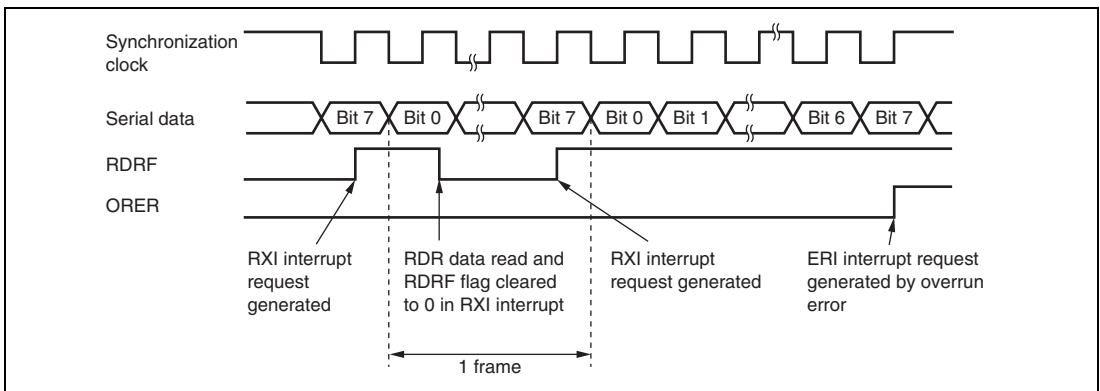 Synchronization
clock
Serial data
Bit 7 Bit 0 Bit 7 Bit 0 Bit 1 Bit 6 Bit 7
RDRF
ORER
RXI interrupt
request
generated
RDR data read and
RDRF flag cleared
to 0 in RXI interrupt
RXI interrupt
request generated
ERI interrupt request
generated by overrun
error
1 frame